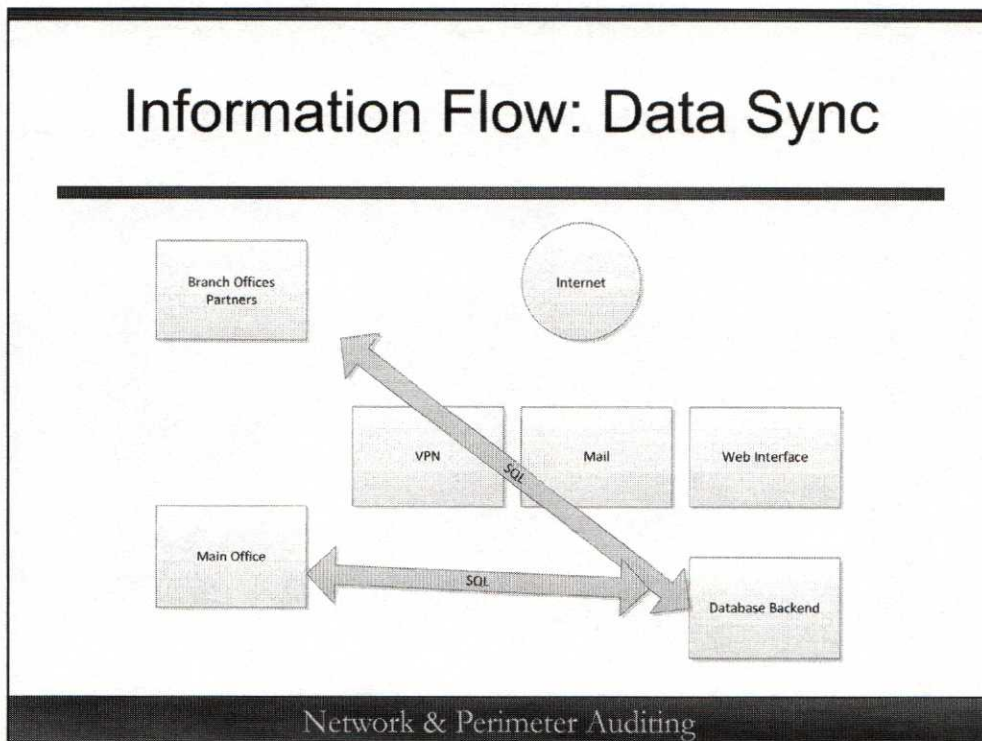 Information Flow: Data Sync
Branch Offices
Partners
Internet
VPN
Mail
Web Interface
SQL
Main Office
SQL
Database Backend
Network & Perimeter Auditing